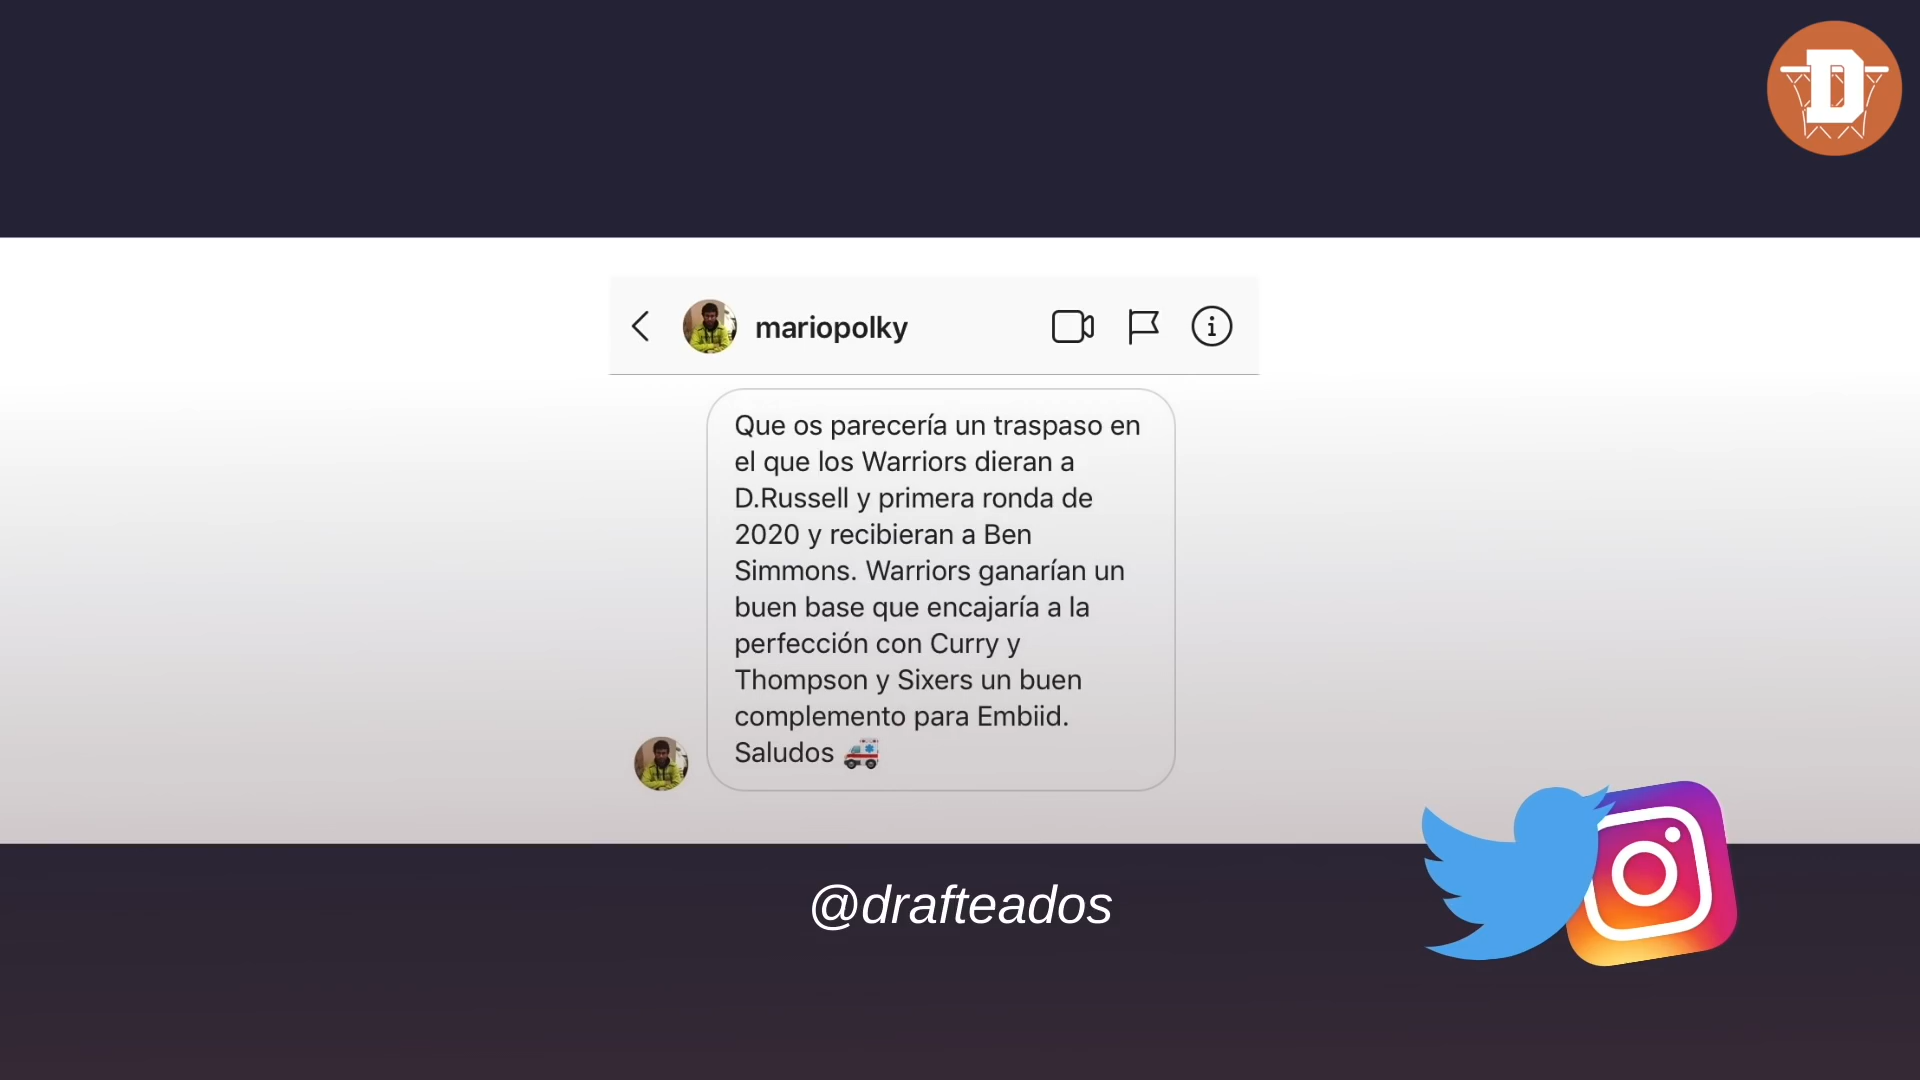 D
mariopolky
Que os parecería un traspaso en
el que los Warriors dieran a
D.Russell y primera ronda de
2020 y recibieran a Ben
Simmons. Warriors ganarían un
buen base que encajaría a la
perfección con Curry y
Thompson y Sixers un buen
complemento para Embiid.
Saludos 🚑
@drafteados